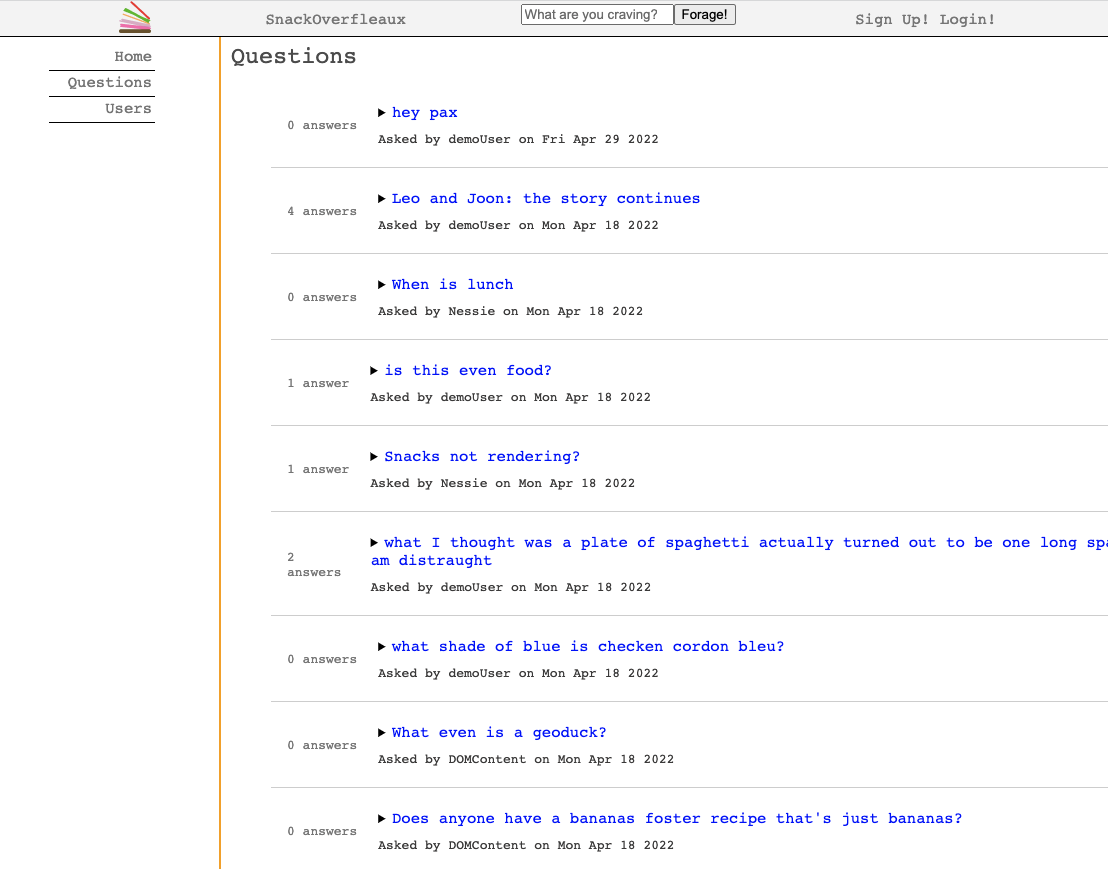 SnackOverfleaux
What are you craving?
Forage!
Sign Up! Login!
Home
Questions
Users
Questions
0 answers
hey pax
Asked by demoUser on Fri Apr 29 2022
4 answers
Leo and Joon: the story continues
Asked by demoUser on Mon Apr 18 2022
0 answers
When is lunch
Asked by Nessie on Mon Apr 18 2022
1 answer
is this even food?
Asked by demoUser on Mon Apr 18 2022
1 answer
Snacks not rendering?
Asked by Nessie on Mon Apr 18 2022
2
answers
what I thought was a plate of spaghetti actually turned out to be one long
am distraught
Asked by demoUser on Mon Apr 18 2022
0 answers
what shade of blue is checken cordon bleu?
Asked by demoUser on Mon Apr 18 2022
0 answers
What even is a geoduck?
Asked by DOMContent on Mon Apr 18 2022
0 answers
Does anyone have a bananas foster recipe that's just bananas?
Asked by DOMContent on Mon Apr 18 2022